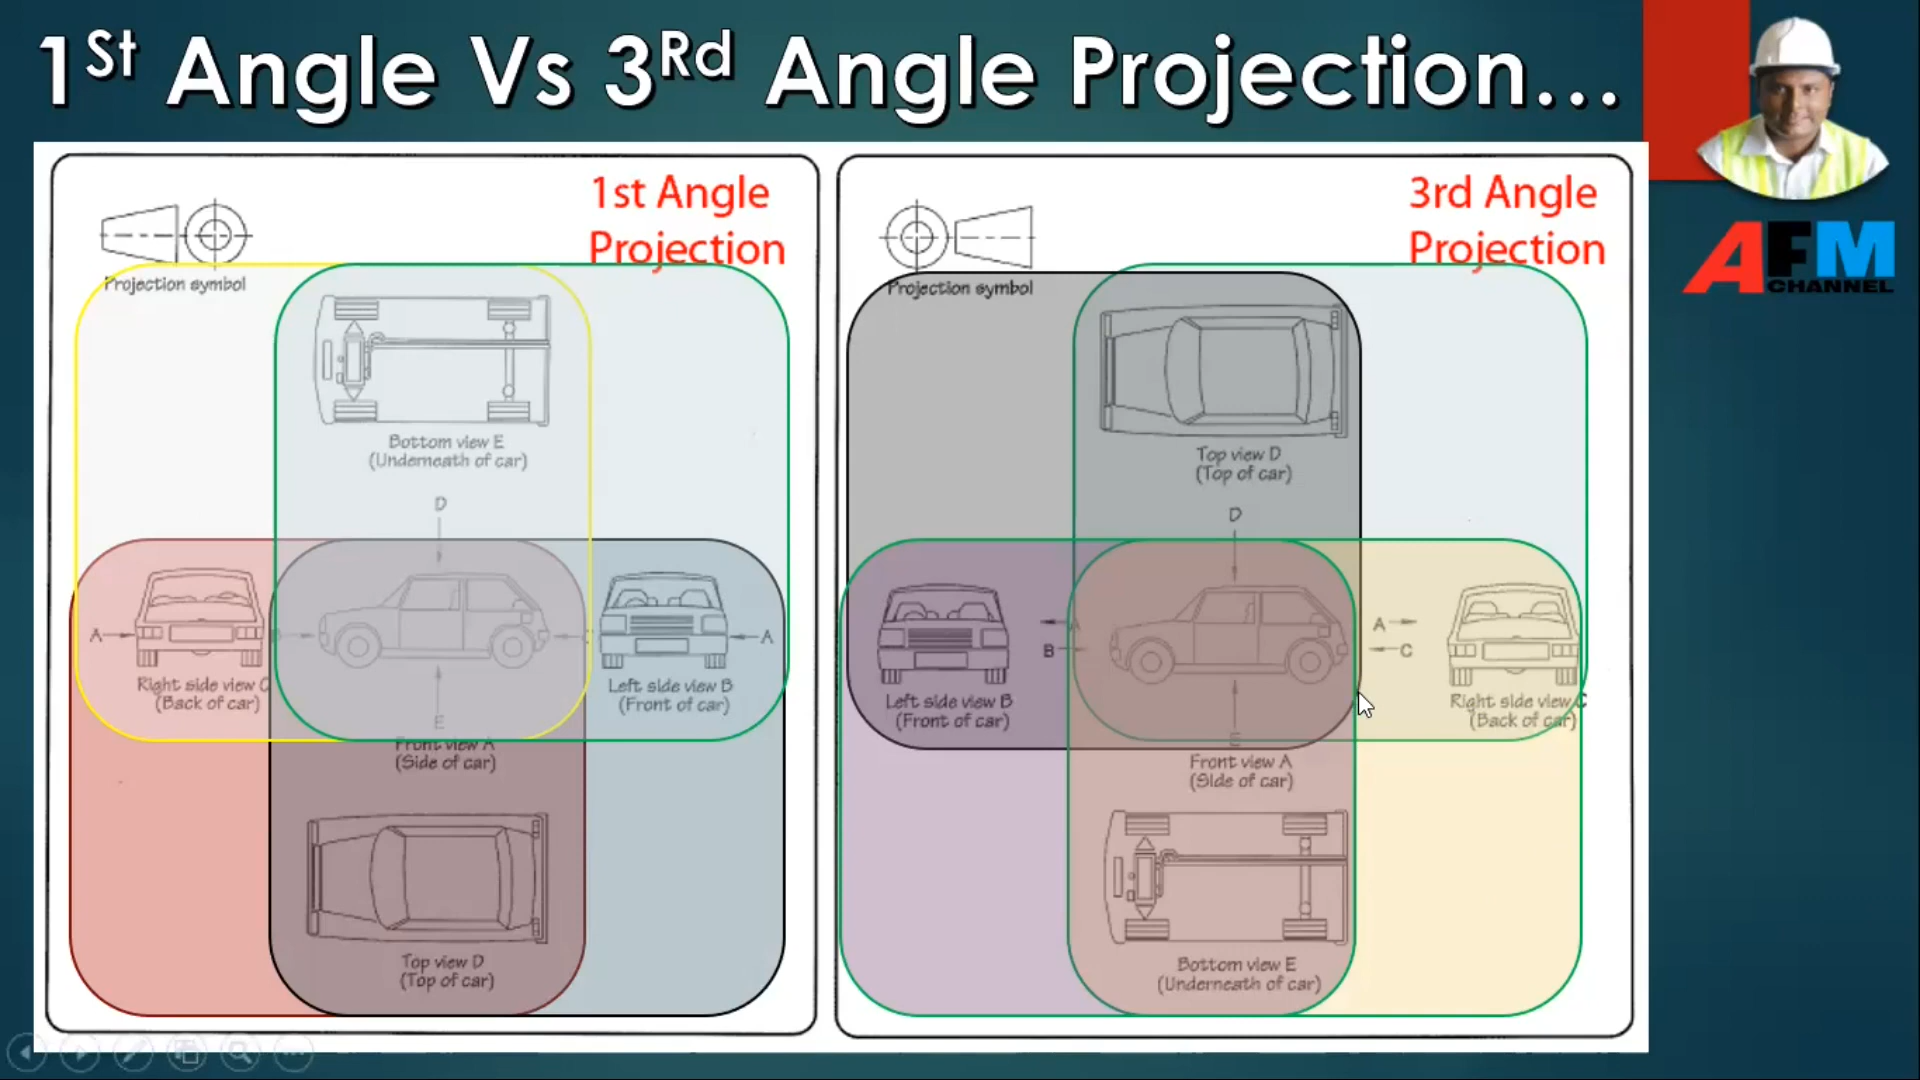 1St Angle Vs 3Rd Angle Projection...
1st Angle
Projection
Projection symbol
Bottom view E
(Underneath of car)
D
A
B
C
A
Right side view C
(Back of car)
Left side view B
(Front of car)
E
Front view A
(Side of car)
Top view D
(Top of car)
3rd Angle
Projection
Projection symbol
Top view D
(Top of car)
D
A
B
A
C
Left side view B
(Front of car)
Right side view C
(Back of car)
E
Front view A
(Side of car)
Bottom view E
(Underneath of car)
AFM
CHANNEL